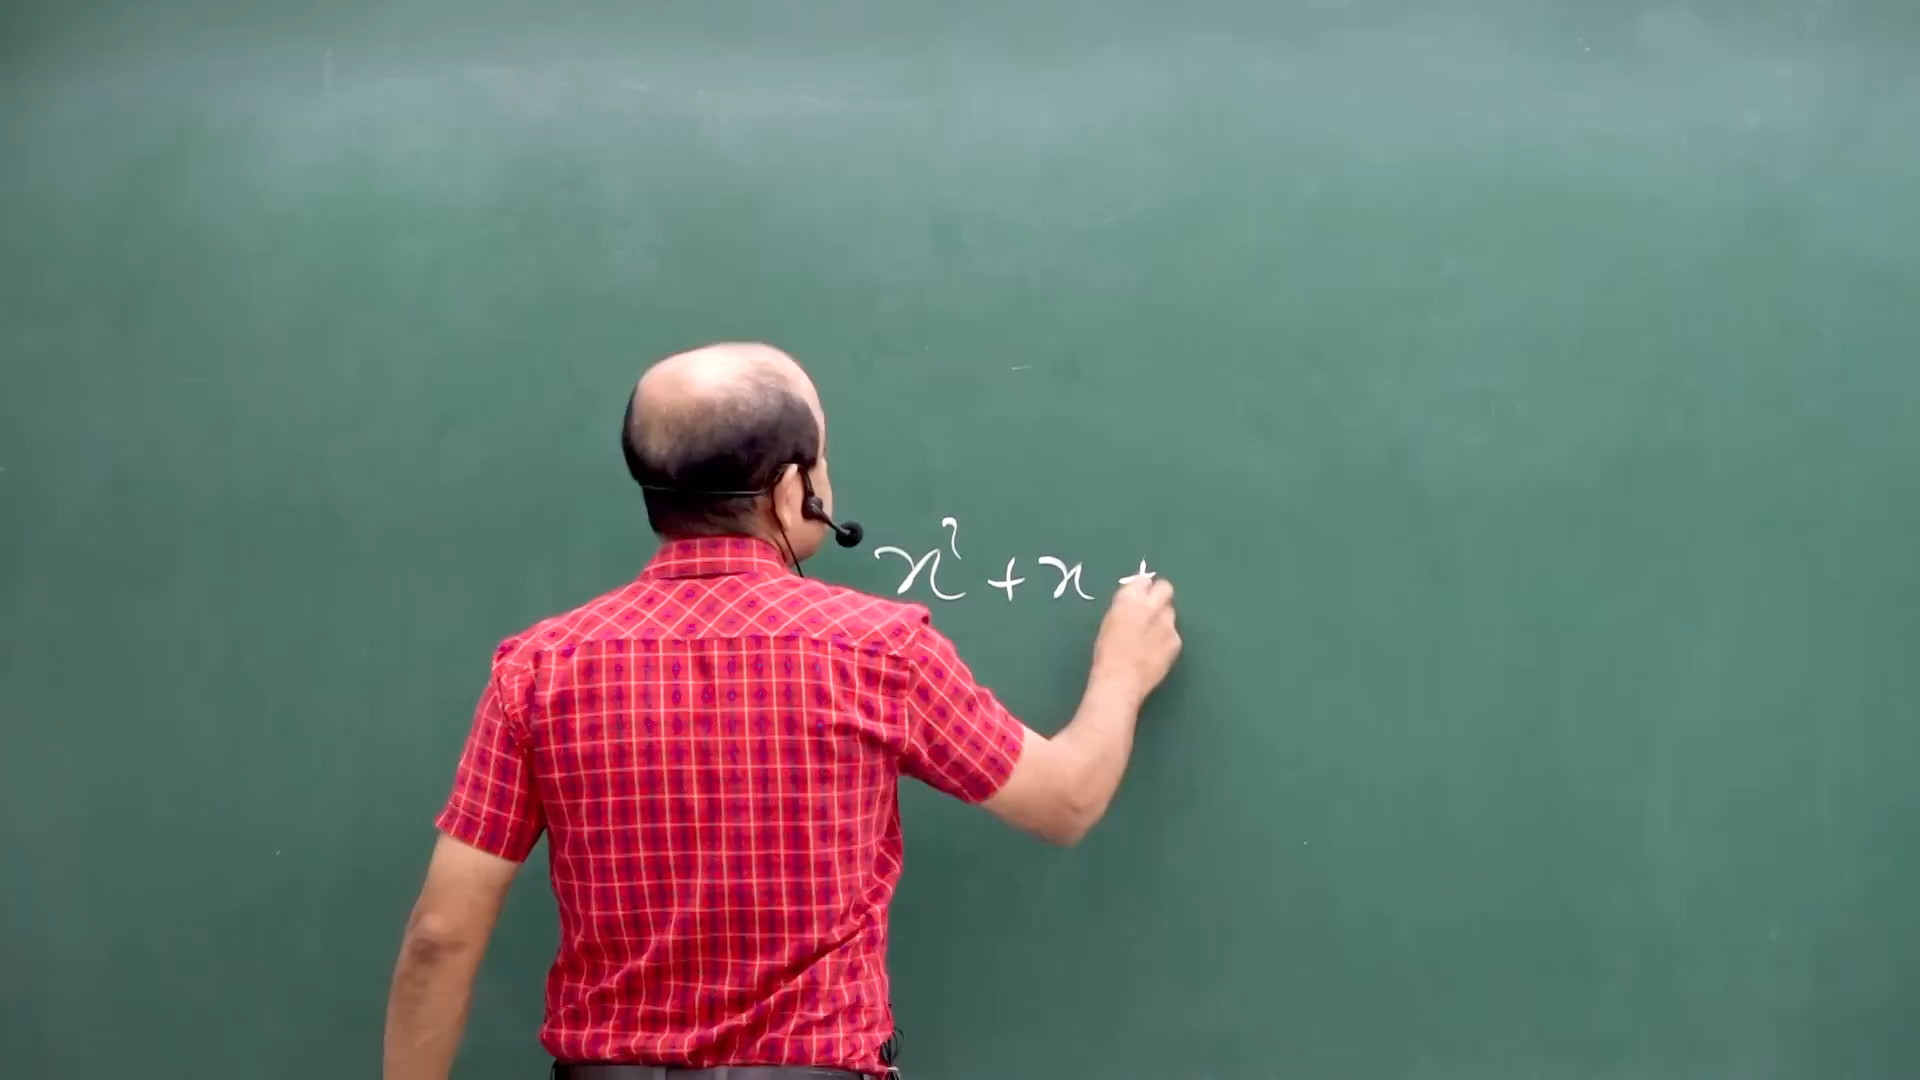 x² + x +